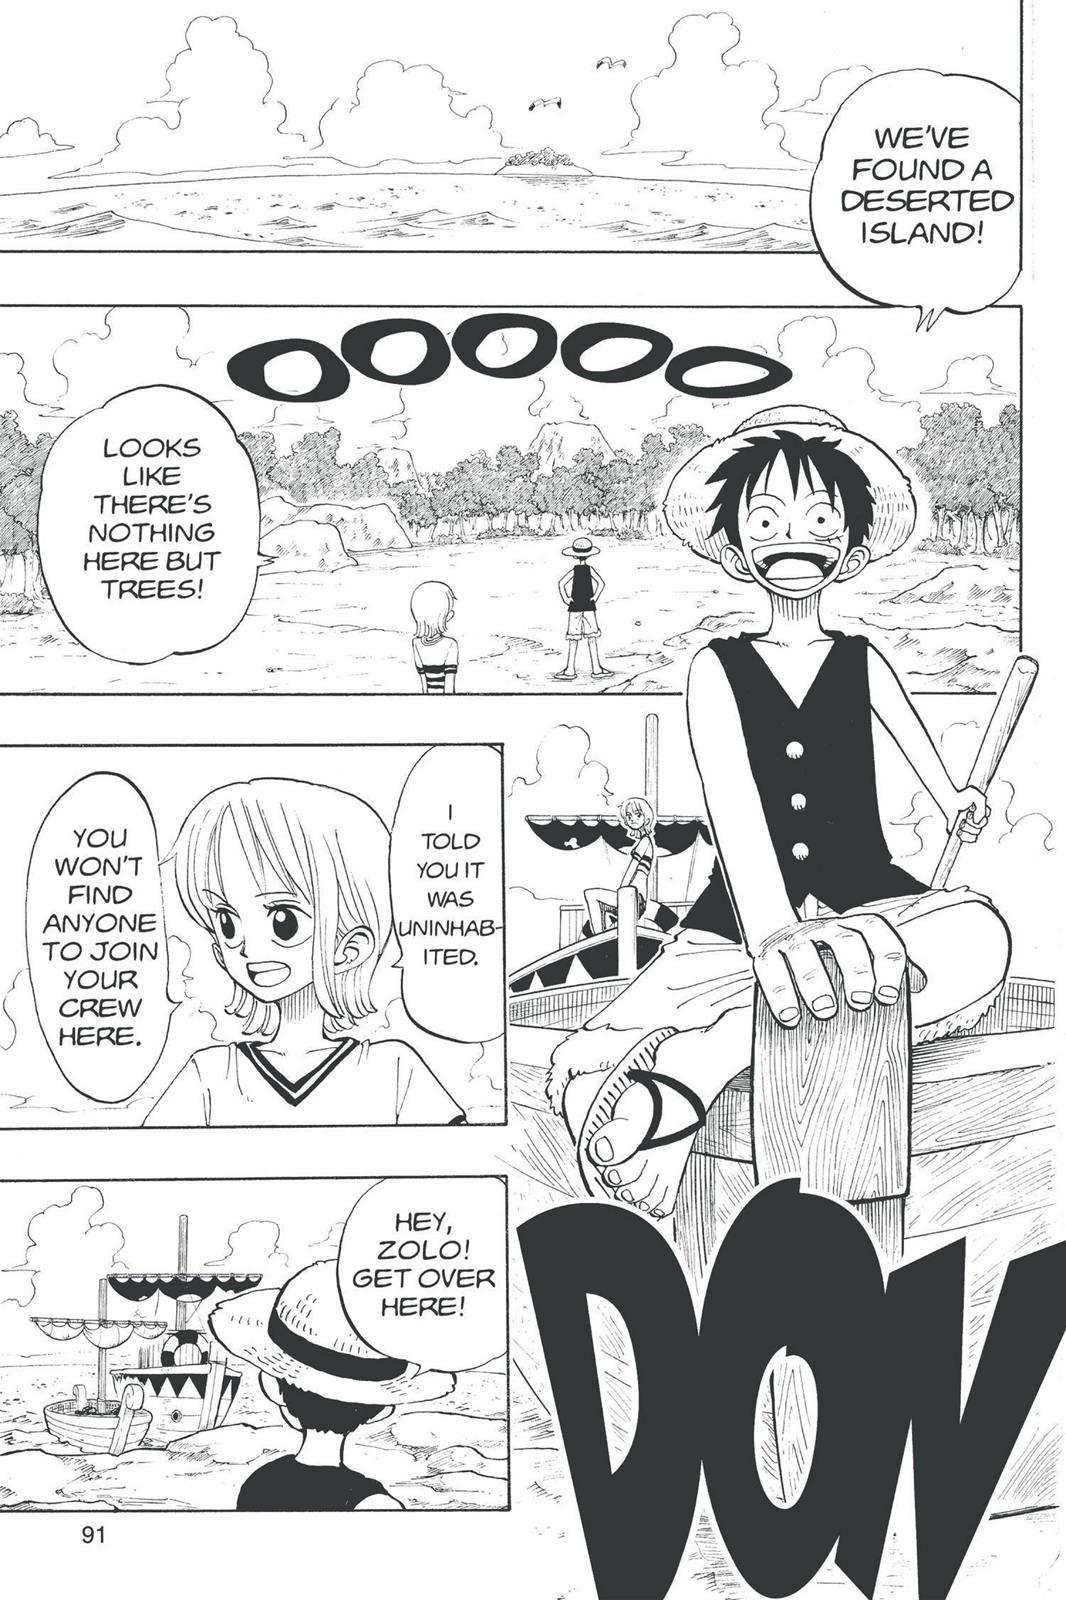 WE'VE
FOUND A
DESERTED
ISLAND!
OOOOO
LOOKS
LIKE
THERE'S
NOTHING
HERE BUT
TREES!
DON
I
TOLD
YOU IT
WAS
UNINHAB-
ITED.
YOU
WON'T
FIND
ANYONE
TO JOIN
YOUR
CREW
HERE.
HEY,
ZOLO!
GET OVER
HERE!
91